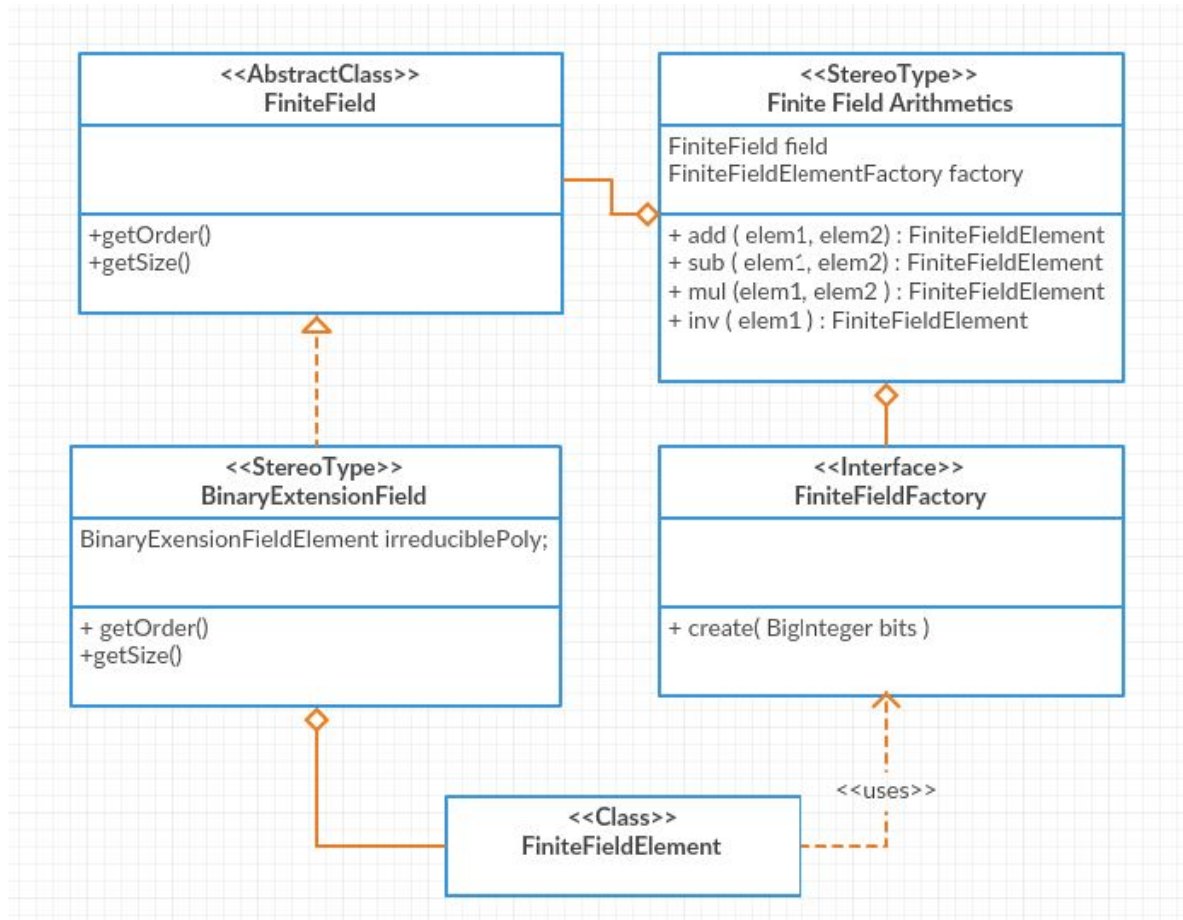 <<AbstractClass>>
FiniteField
+getOrder()
+getSize()
<<StereoType>>
Finite Field Arithmetics
FiniteField field
FiniteFieldElementFactory factory
+ add ( elem1, elem2) : FiniteFieldElement
+ sub ( elem1, elem2) : FiniteFieldElement
+ mul (elem1, elem2 ) : FiniteFieldElement
+ inv ( elem1 ) : FiniteFieldElement
<<StereoType>>
BinaryExtensionField
BinaryExensionFieldElement irreduciblePoly;
+ getOrder()
+getSize()
<<Interface>>
FiniteFieldFactory
+ create( BigInteger bits )
<<uses>>
<<Class>>
FiniteFieldElement